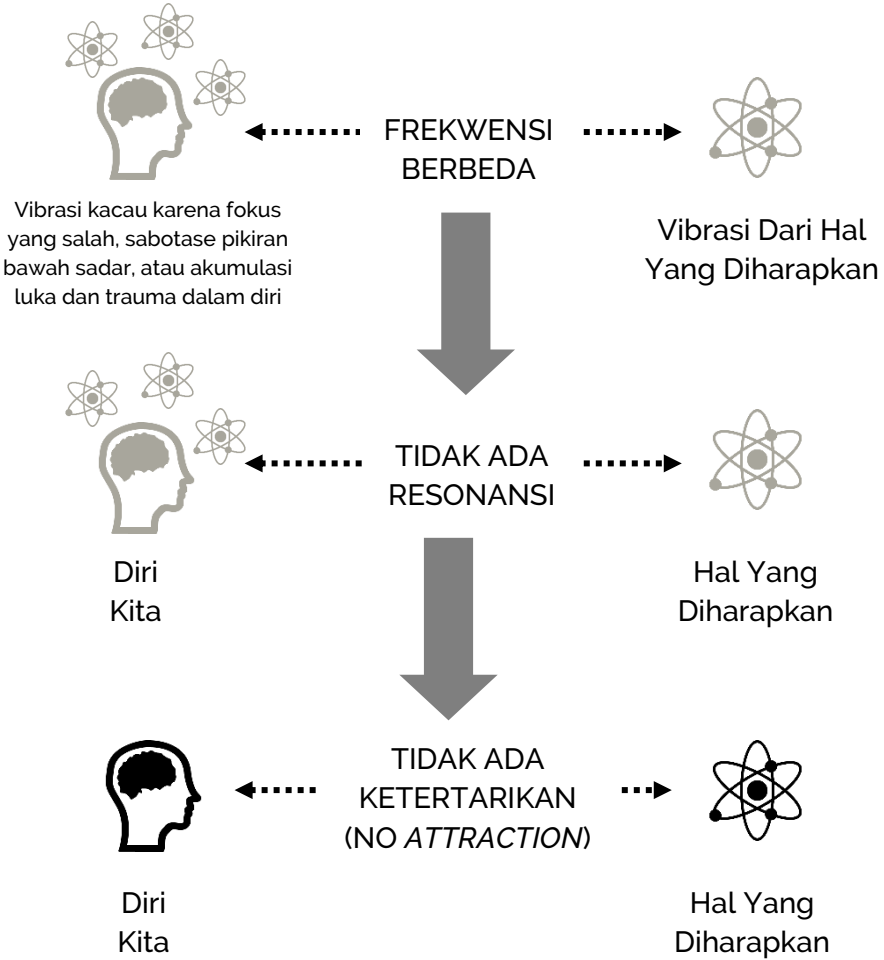 FREKWENSI
BERBEDA
Vibrasi kacau karena fokus
yang salah, sabotase pikiran
bawah sadar, atau akumulasi
luka dan trauma dalam diri
Vibrasi Dari Hal
Yang Diharapkan
TIDAK ADA
RESONANSI
Diri
Kita
Hal Yang
Diharapkan
TIDAK ADA
KETERTARIKAN
(NO ATTRACTION)
Diri
Kita
Hal Yang
Diharapkan